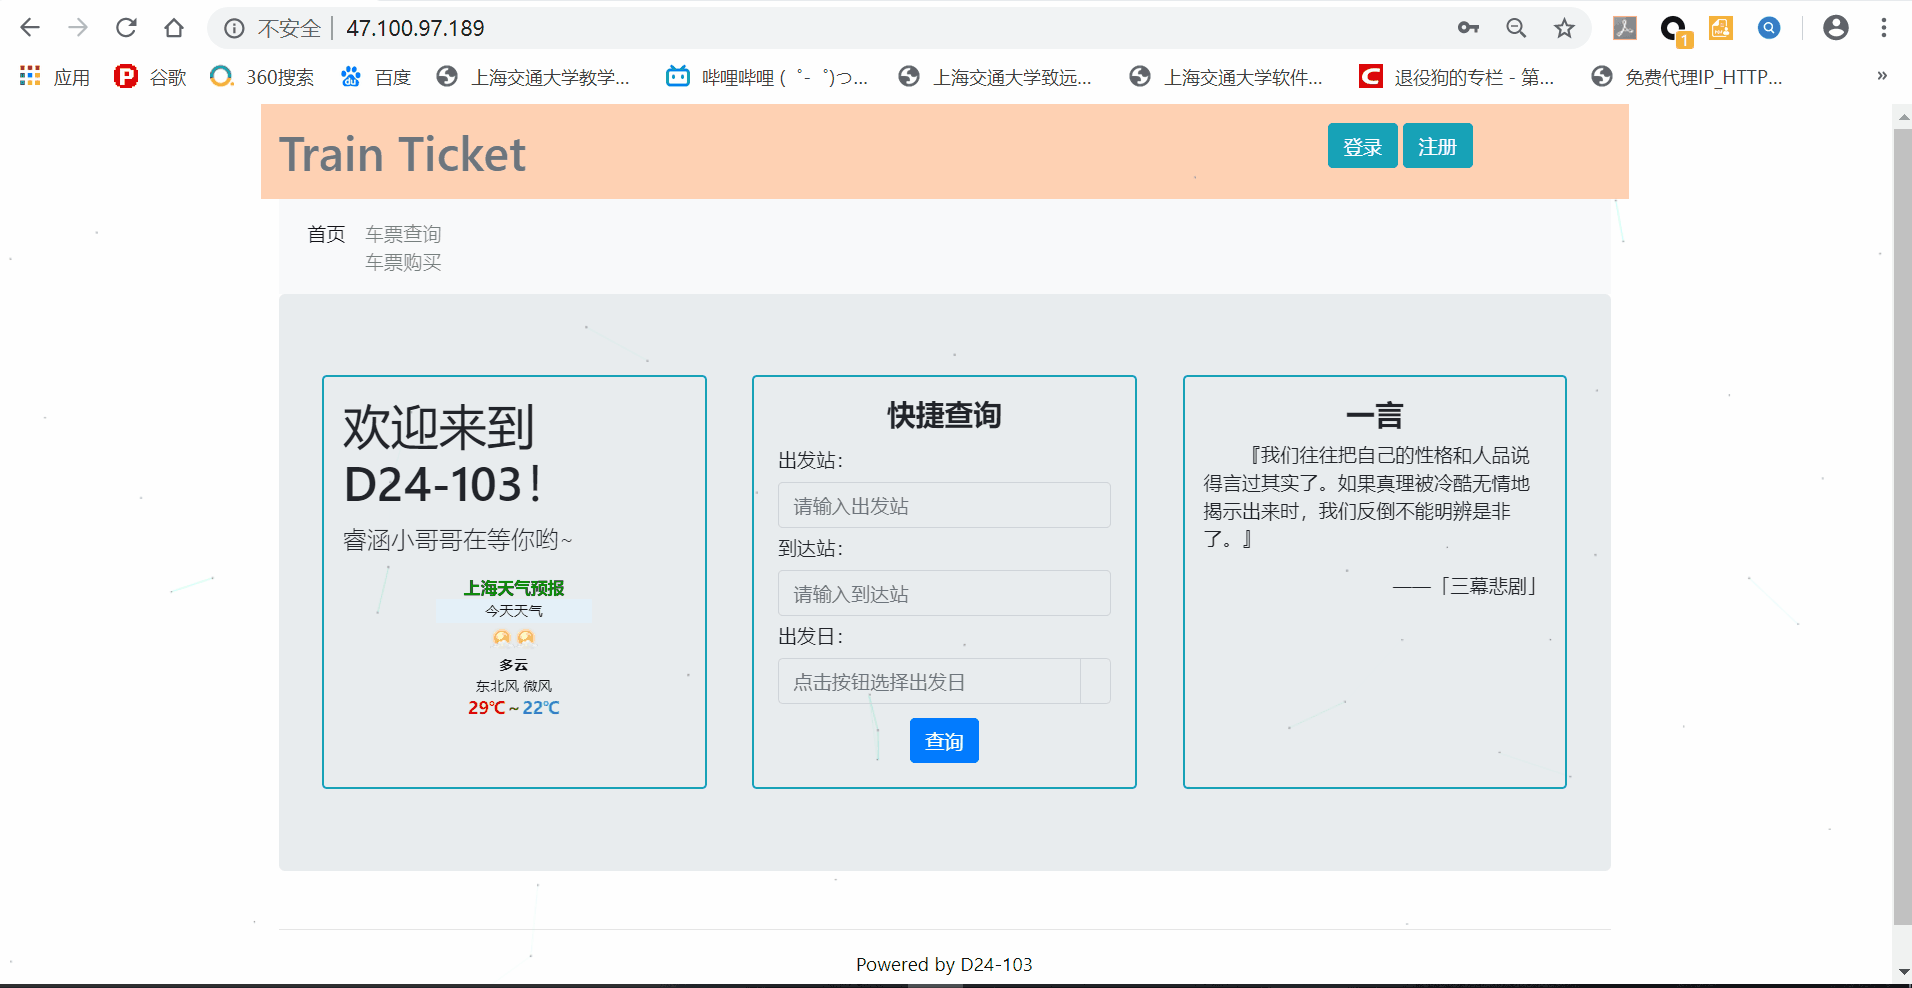 不安全 47.100.97.189
1
应用 谷歌 360搜索 百度 上海交通大学教学... 哔哩哔哩 ( ゜- ゜)つ... 上海交通大学致远... 上海交通大学软件... 退役狗的专栏 - 第... 免费代理IP_HTTP... »
Train Ticket
登录 注册
首页 车票查询
车票购买
欢迎来到
D24-103!
睿涵小哥哥在等你哟~
上海天气预报
今天天气
多云
东北风 微风
29℃～22℃
快捷查询
出发站：
请输入出发站
到达站：
请输入到达站
出发日：
点击按钮选择出发日
查询
一言
『我们往往把自己的性格和人品说
得言过其实了。如果真理被冷酷无情地
揭示出来时，我们反倒不能明辨是非
了。』
——「三幕悲剧」
Powered by D24-103